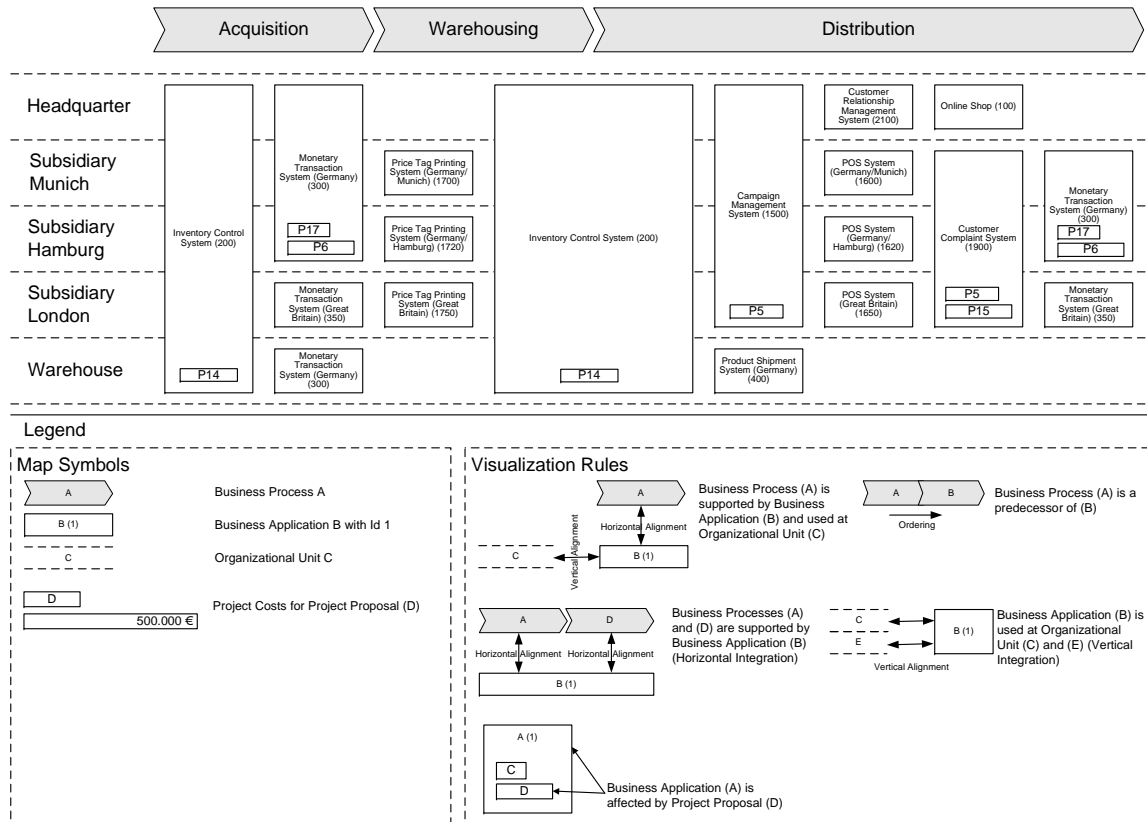 Acquisition
Warehousing
Distribution
Headquarter
Subsidiary
Munich
Subsidiary
Hamburg
Subsidiary
London
Warehouse
Inventory Control
System (200)
P14
Monetary
Transaction
System (Germany)
(300)
P17
P6
Monetary
Transaction
System (Great
Britain) (350)
Monetary
Transaction
System (Germany)
(300)
Price Tag Printing
System (Germany/
Munich) (1700)
Price Tag Printing
System (Germany/
Hamburg) (1720)
Price Tag Printing
System (Great
Britain) (1750)
Inventory Control System (200)
P14
Campaign
Management
System (1500)
P5
Product Shipment
System (Germany)
(400)
Customer
Relationship
Management
System (2100)
POS System
(Germany/Munich)
(1600)
POS System
(Germany/
Hamburg) (1620)
POS System
(Great Britain)
(1650)
Online Shop (100)
Customer
Complaint System
(1900)
P5
P15
Monetary
Transaction
System (Germany)
(300)
P17
P6
Monetary
Transaction
System (Great
Britain) (350)
Legend
Map Symbols
A
Business Process A
B (1)
Business Application B with Id 1
C
Organizational Unit C
D
500.000 €
Project Costs for Project Proposal (D)
Visualization Rules
A
Horizontal Alignment
C
Vertical Alignment
B (1)
Business Process (A) is
supported by Business
Application (B) and used at
Organizational Unit (C)
A
B
Ordering
Business Process (A) is a
predecessor of (B)
A
D
Horizontal Alignment
Horizontal Alignment
B (1)
Business Processes (A)
and (D) are supported by
Business Application (B)
(Horizontal Integration)
C
E
B (1)
Vertical Alignment
Business Application (B) is
used at Organizational
Unit (C) and (E) (Vertical
Integration)
A (1)
C
D
Business Application (A) is
affected by Project Proposal (D)